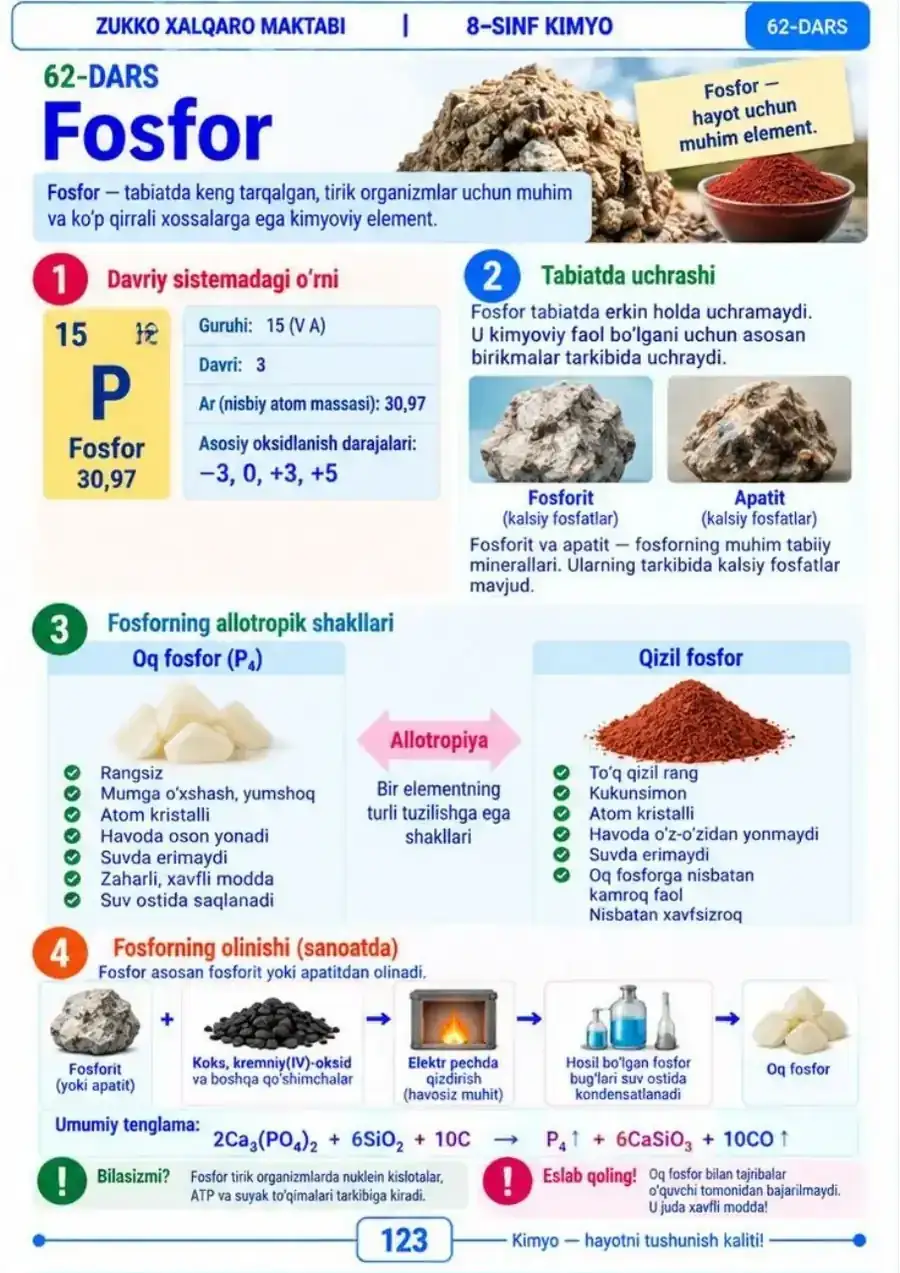 ZUKKO XALQARO MAKTABI | 8–SINF KIMYO 62-DARS
62-DARS
Fosfor
Fosfor —
hayot uchun
muhim element.
Fosfor — tabiatda keng tarqalgan, tirik organizmlar uchun muhim
va ko'p qirrali xossalarga ega kimyoviy element.
1 Davriy sistemadagi o'rni
15
P
Fosfor
30,97
Guruhi: 15 (V A)
Davri: 3
Ar (nisbiy atom massasi): 30,97
Asosiy oksidlanish darajalari:
−3, 0, +3, +5
2 Tabiatda uchrashi
Fosfor tabiatda erkin holda uchramaydi.
U kimyoviy faol bo'lgani uchun asosan
birikmalar tarkibida uchraydi.
Fosforit
(kalsiy fosfatlar)
Apatit
(kalsiy fosfatlar)
Fosforit va apatit — fosforning muhim tabiiy
minerallari. Ularning tarkibida kalsiy fosfatlar
mavjud.
3 Fosforning allotropik shakllari
Oq fosfor (P₄)
Rangsiz
Mumga o'xshash, yumshoq
Atom kristalli
Havoda oson yonadi
Suvda erimaydi
Zaharli, xavfli modda
Suv ostida saqlanadi
Allotropiya
Bir elementning
turli tuzilishga ega
shakllari
Qizil fosfor
To'q qizil rang
Kukunsimon
Atom kristalli
Havoda o'z-o'zidan yonmaydi
Suvda erimaydi
Oq fosforga nisbatan
kamroq faol
Nisbatan xavfsizroq
4 Fosforning olinishi (sanoatda)
Fosfor asosan fosforit yoki apatitdan olinadi.
Fosforit
(yoki apatit)
+
Koks, kremniy(IV)-oksid
va boshqa qo'shimchalar
→
Elektr pechda
qizdirish
(havosiz muhit)
→
Hosil bo'lgan fosfor
bug'lari suv ostida
kondensatlanadi
→
Oq fosfor
Umumiy tenglama:
2Ca₃(PO₄)₂ + 6SiO₂ + 10C → P₄↑ + 6CaSiO₃ + 10CO↑
! Bilasizmi?
Fosfor tirik organizmlarda nuklein kislotalar,
ATP va suyak to'qimalari tarkibiga kiradi.
! Eslab qoling!
Oq fosfor bilan tajribalar
o'quvchi tomonidan bajarilmaydi.
U juda xavfli modda!
123
Kimyo — hayotni tushunish kaliti!